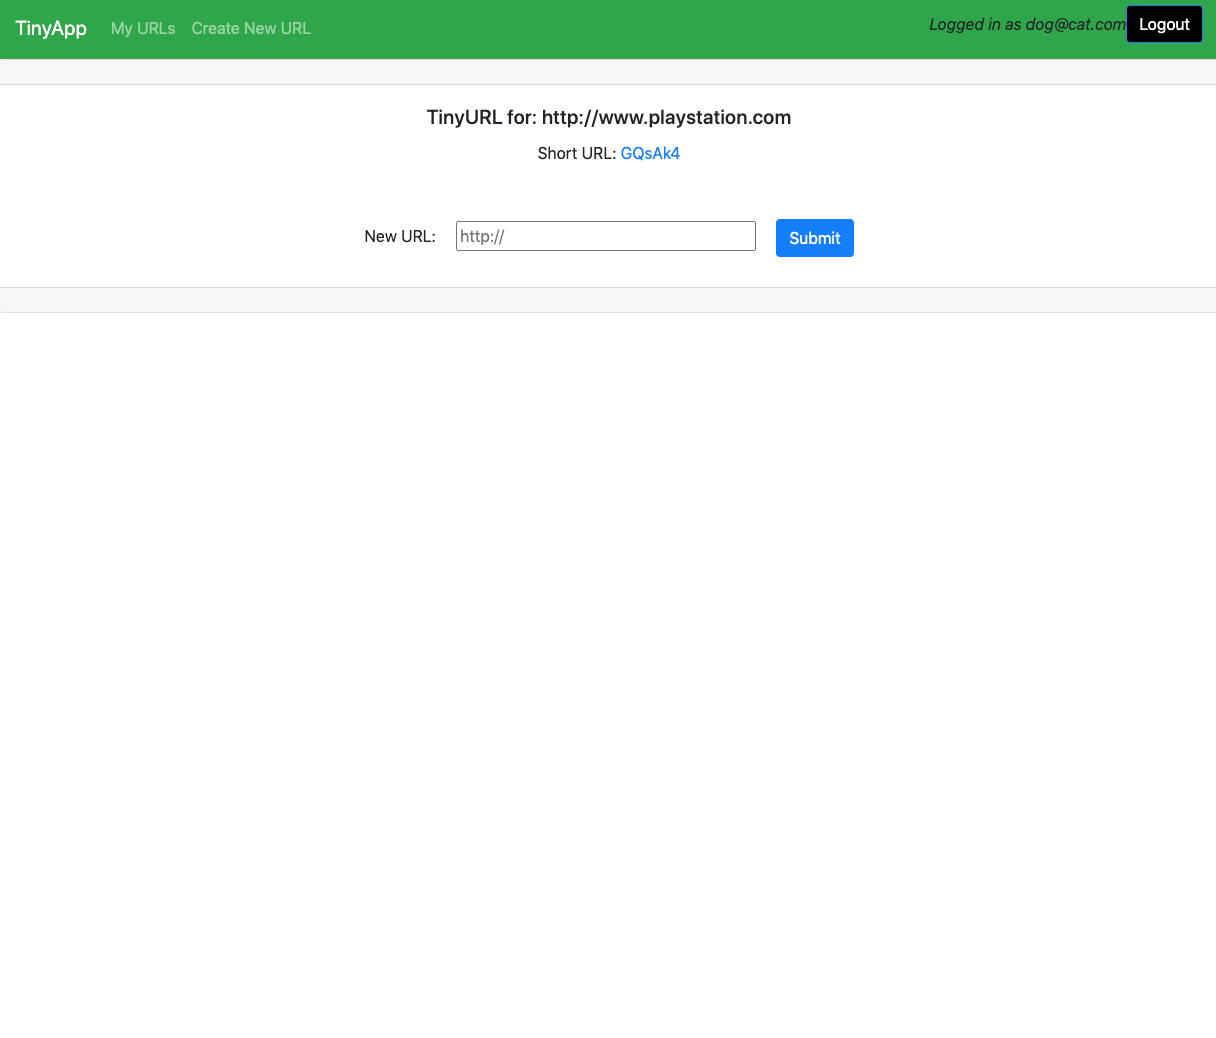 TinyApp My URLs Create New URL Logged in as dog@cat.com Logout
TinyURL for: http://www.playstation.com
Short URL: GQsAk4
New URL: http:// Submit